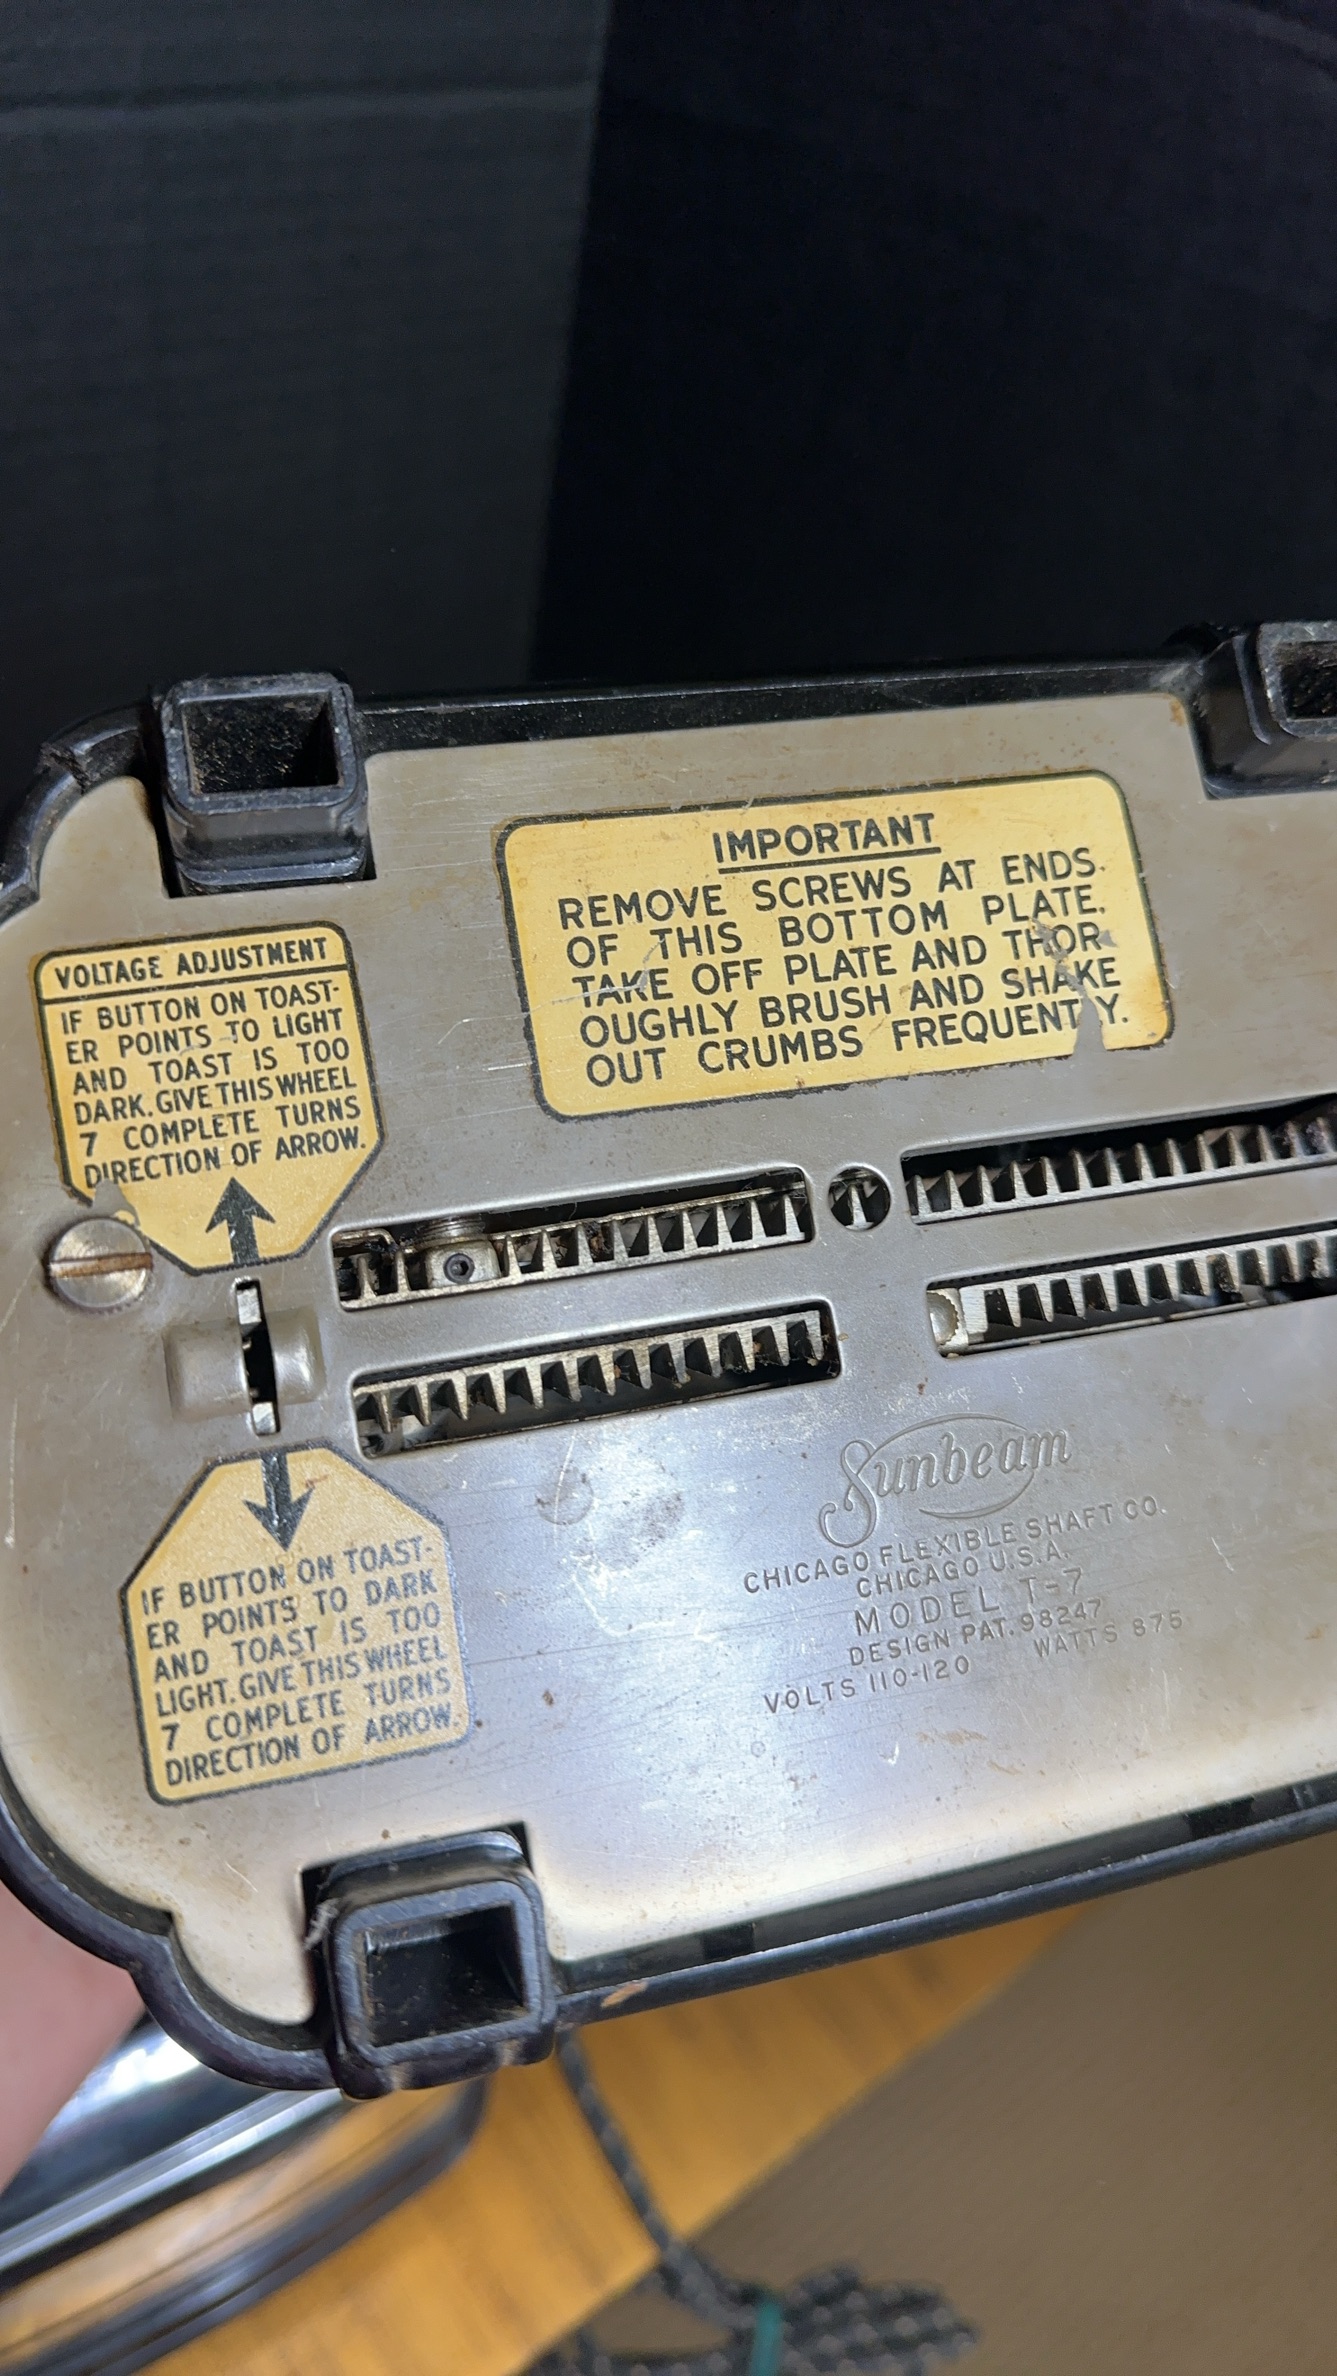 IMPORTANT
REMOVE SCREWS AT ENDS
OF THIS BOTTOM PLATE.
TAKE OFF PLATE AND THOR-
OUGHLY BRUSH AND SHAKE
OUT CRUMBS FREQUENTLY.
VOLTAGE ADJUSTMENT
IF BUTTON ON TOAST-
ER POINTS TO LIGHT
AND TOAST IS TOO
DARK. GIVE THIS WHEEL
7 COMPLETE TURNS
DIRECTION OF ARROW.
IF BUTTON ON TOAST-
ER POINTS TO DARK
AND TOAST IS TOO
LIGHT. GIVE THIS WHEEL
7 COMPLETE TURNS
DIRECTION OF ARROW.
Sunbeam
CHICAGO FLEXIBLE SHAFT CO.
CHICAGO U.S.A.
MODEL T-7
DESIGN PAT. 98247
VOLTS 110-120 WATTS 875